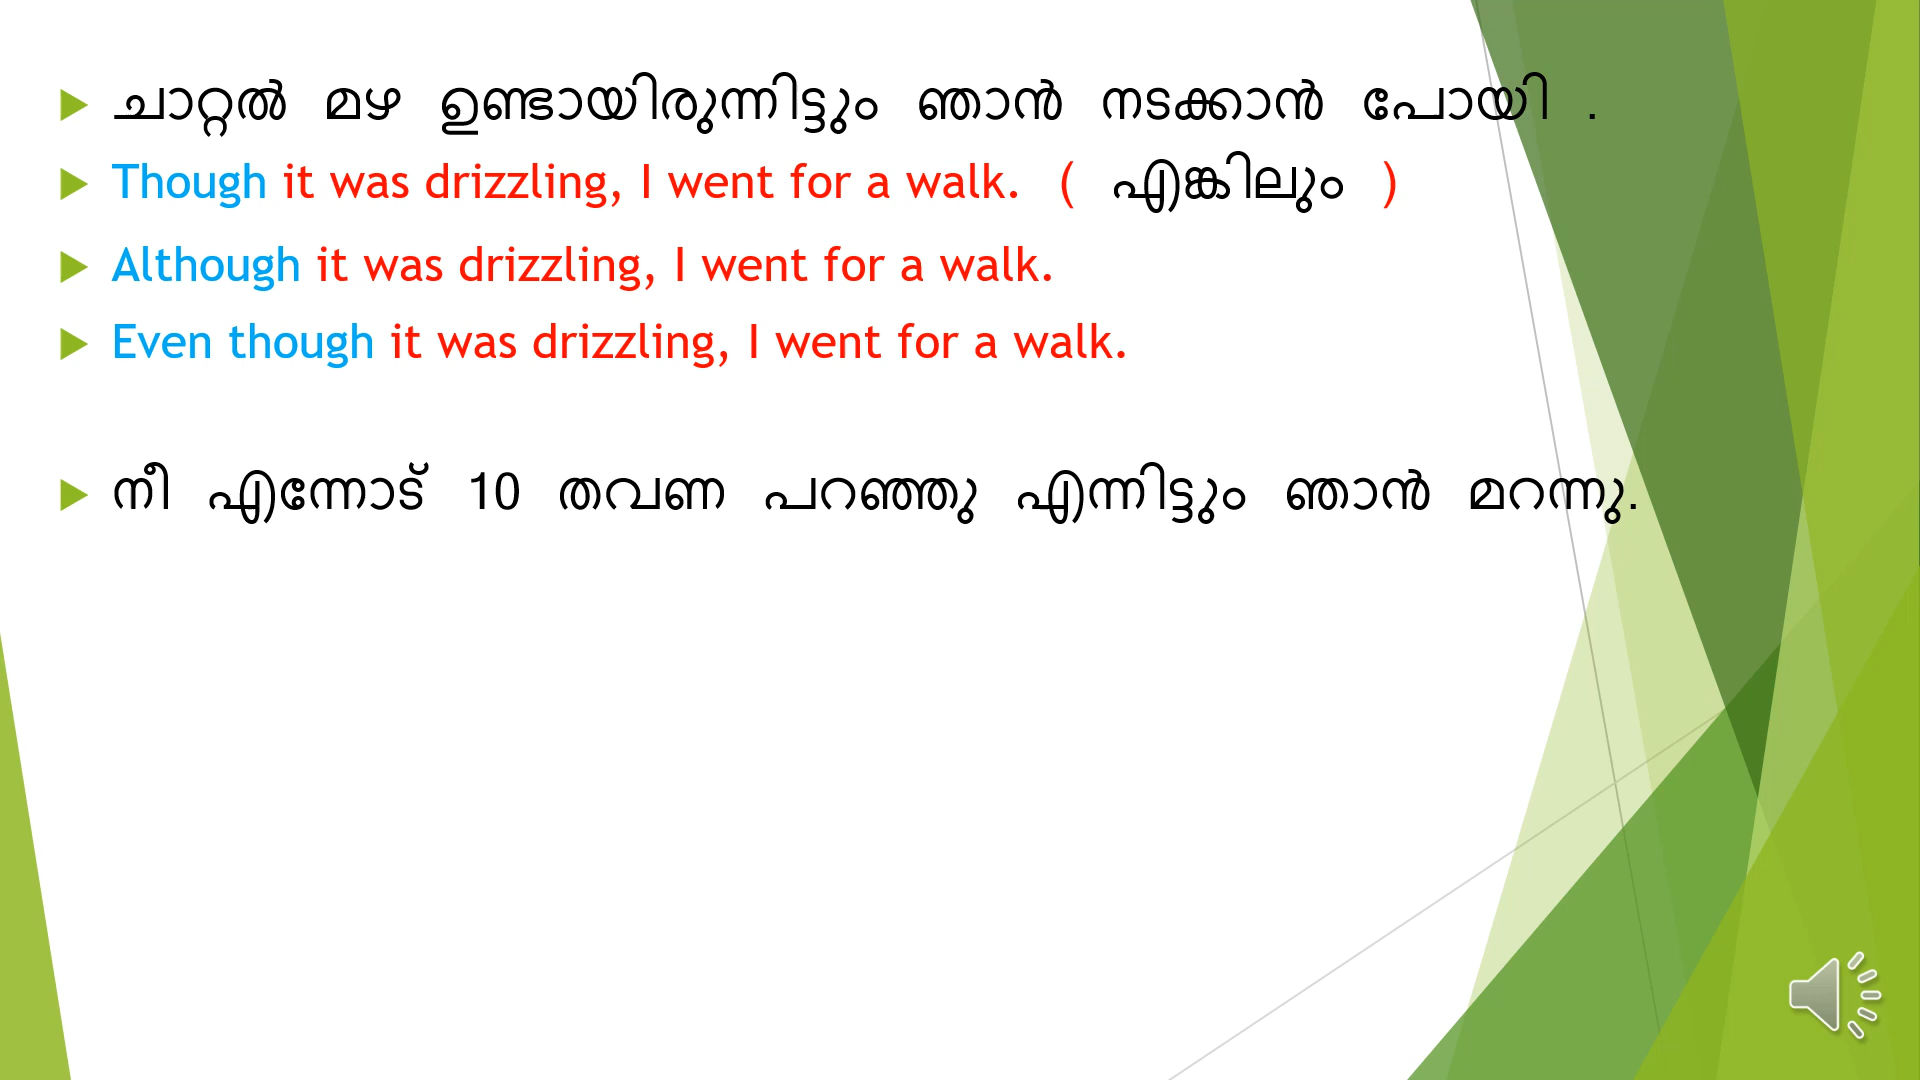 ചാറ്റൽ മഴ ഉണ്ടായിരുന്നിട്ടും ഞാൻ നടക്കാൻ പോയി .
Though it was drizzling, I went for a walk. ( എങ്കിലും )
Although it was drizzling, I went for a walk.
Even though it was drizzling, I went for a walk.
നീ എന്നോട് 10 തവണ പറഞ്ഞു എന്നിട്ടും ഞാൻ മറന്നു.